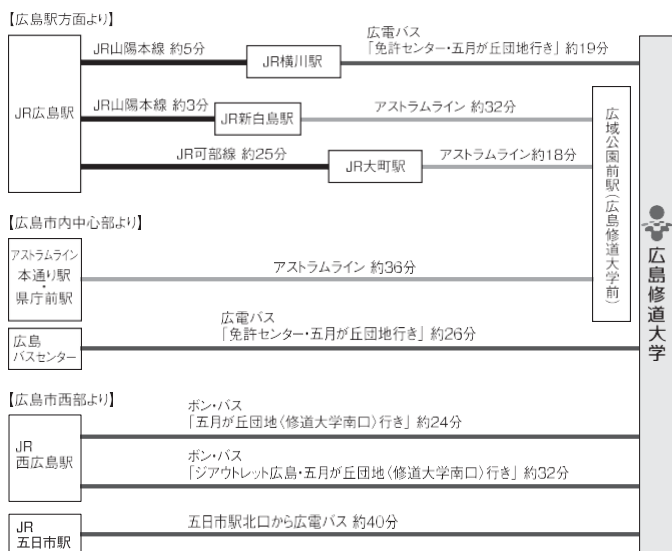 【広島駅方面より】
JR広島駅
JR山陽本線 約5分
JR横川駅
広電バス
「免許センター・五月が丘団地行き」 約19分
JR山陽本線 約3分
JR新白島駅
アストラムライン 約32分
JR可部線 約25分
JR大町駅
アストラムライン約18分
広域公園前駅(広島修道大学前)
【広島市内中心部より】
アストラムライン
本通り駅
・
県庁前駅
アストラムライン 約36分
広島
バスセンター
広電バス
「免許センター・五月が丘団地行き」 約26分
【広島市西部より】
JR
西広島駅
ボン・バス
「五月が丘団地〈修道大学南口〉行き」 約24分
ボン・バス
「ジアウトレット広島・五月が丘団地〈修道大学南口〉行き」 約32分
JR
五日市駅
五日市駅北口から広電バス 約40分
広島修道大学